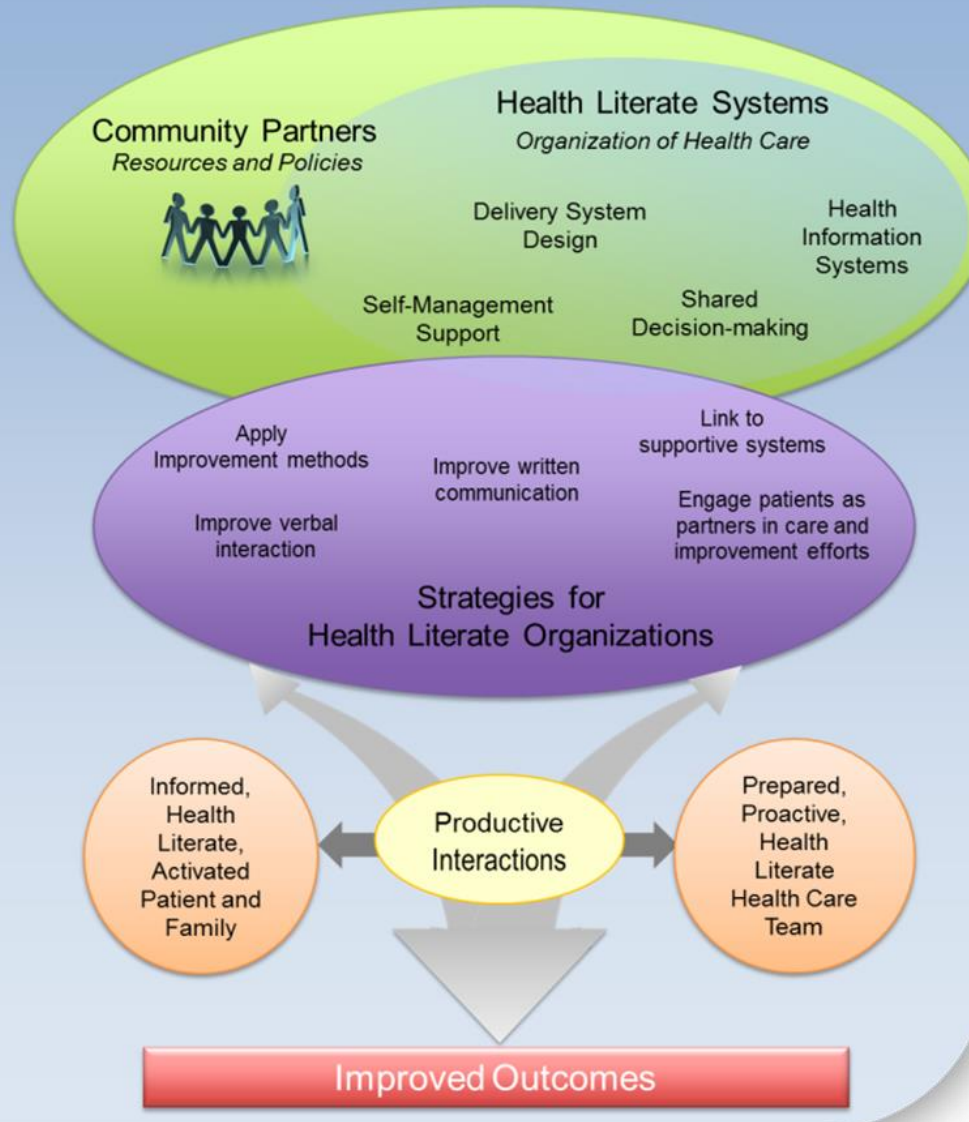 Community Partners
Resources and Policies
Health Literate Systems
Organization of Health Care
Delivery System
Design
Health
Information
Systems
Self-Management
Support
Shared
Decision-making
Apply
Improvement methods
Improve written
communication
Link to
supportive systems
Improve verbal
interaction
Engage patients as
partners in care and
improvement efforts
Strategies for
Health Literate Organizations
Informed,
Health
Literate,
Activated
Patient and
Family
Productive
Interactions
Prepared,
Proactive,
Health
Literate
Health Care
Team
Improved Outcomes